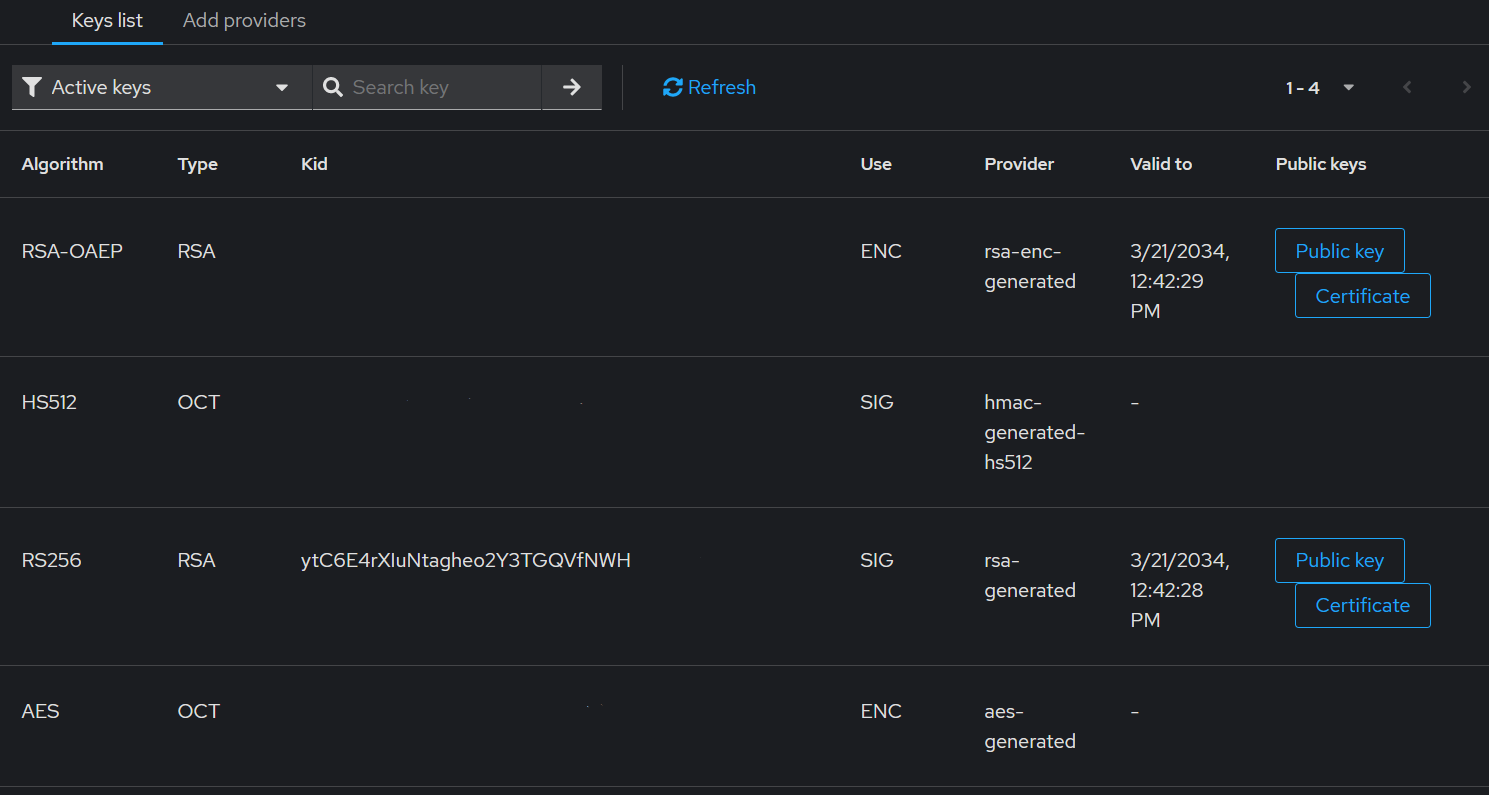 Keys list Add providers
Active keys Search key Refresh 1 - 4
Algorithm Type Kid Use Provider Valid to Public keys
RSA-OAEP RSA ENC rsa-enc- 3/21/2034, Public key
generated 12:42:29 Certificate
PM
HS512 OCT SIG hmac- -
generated-
hs512
RS256 RSA ytC6E4rXIuNtagheo2Y3TGQVfNWH SIG rsa- 3/21/2034, Public key
generated 12:42:28 Certificate
PM
AES OCT ENC aes- -
generated